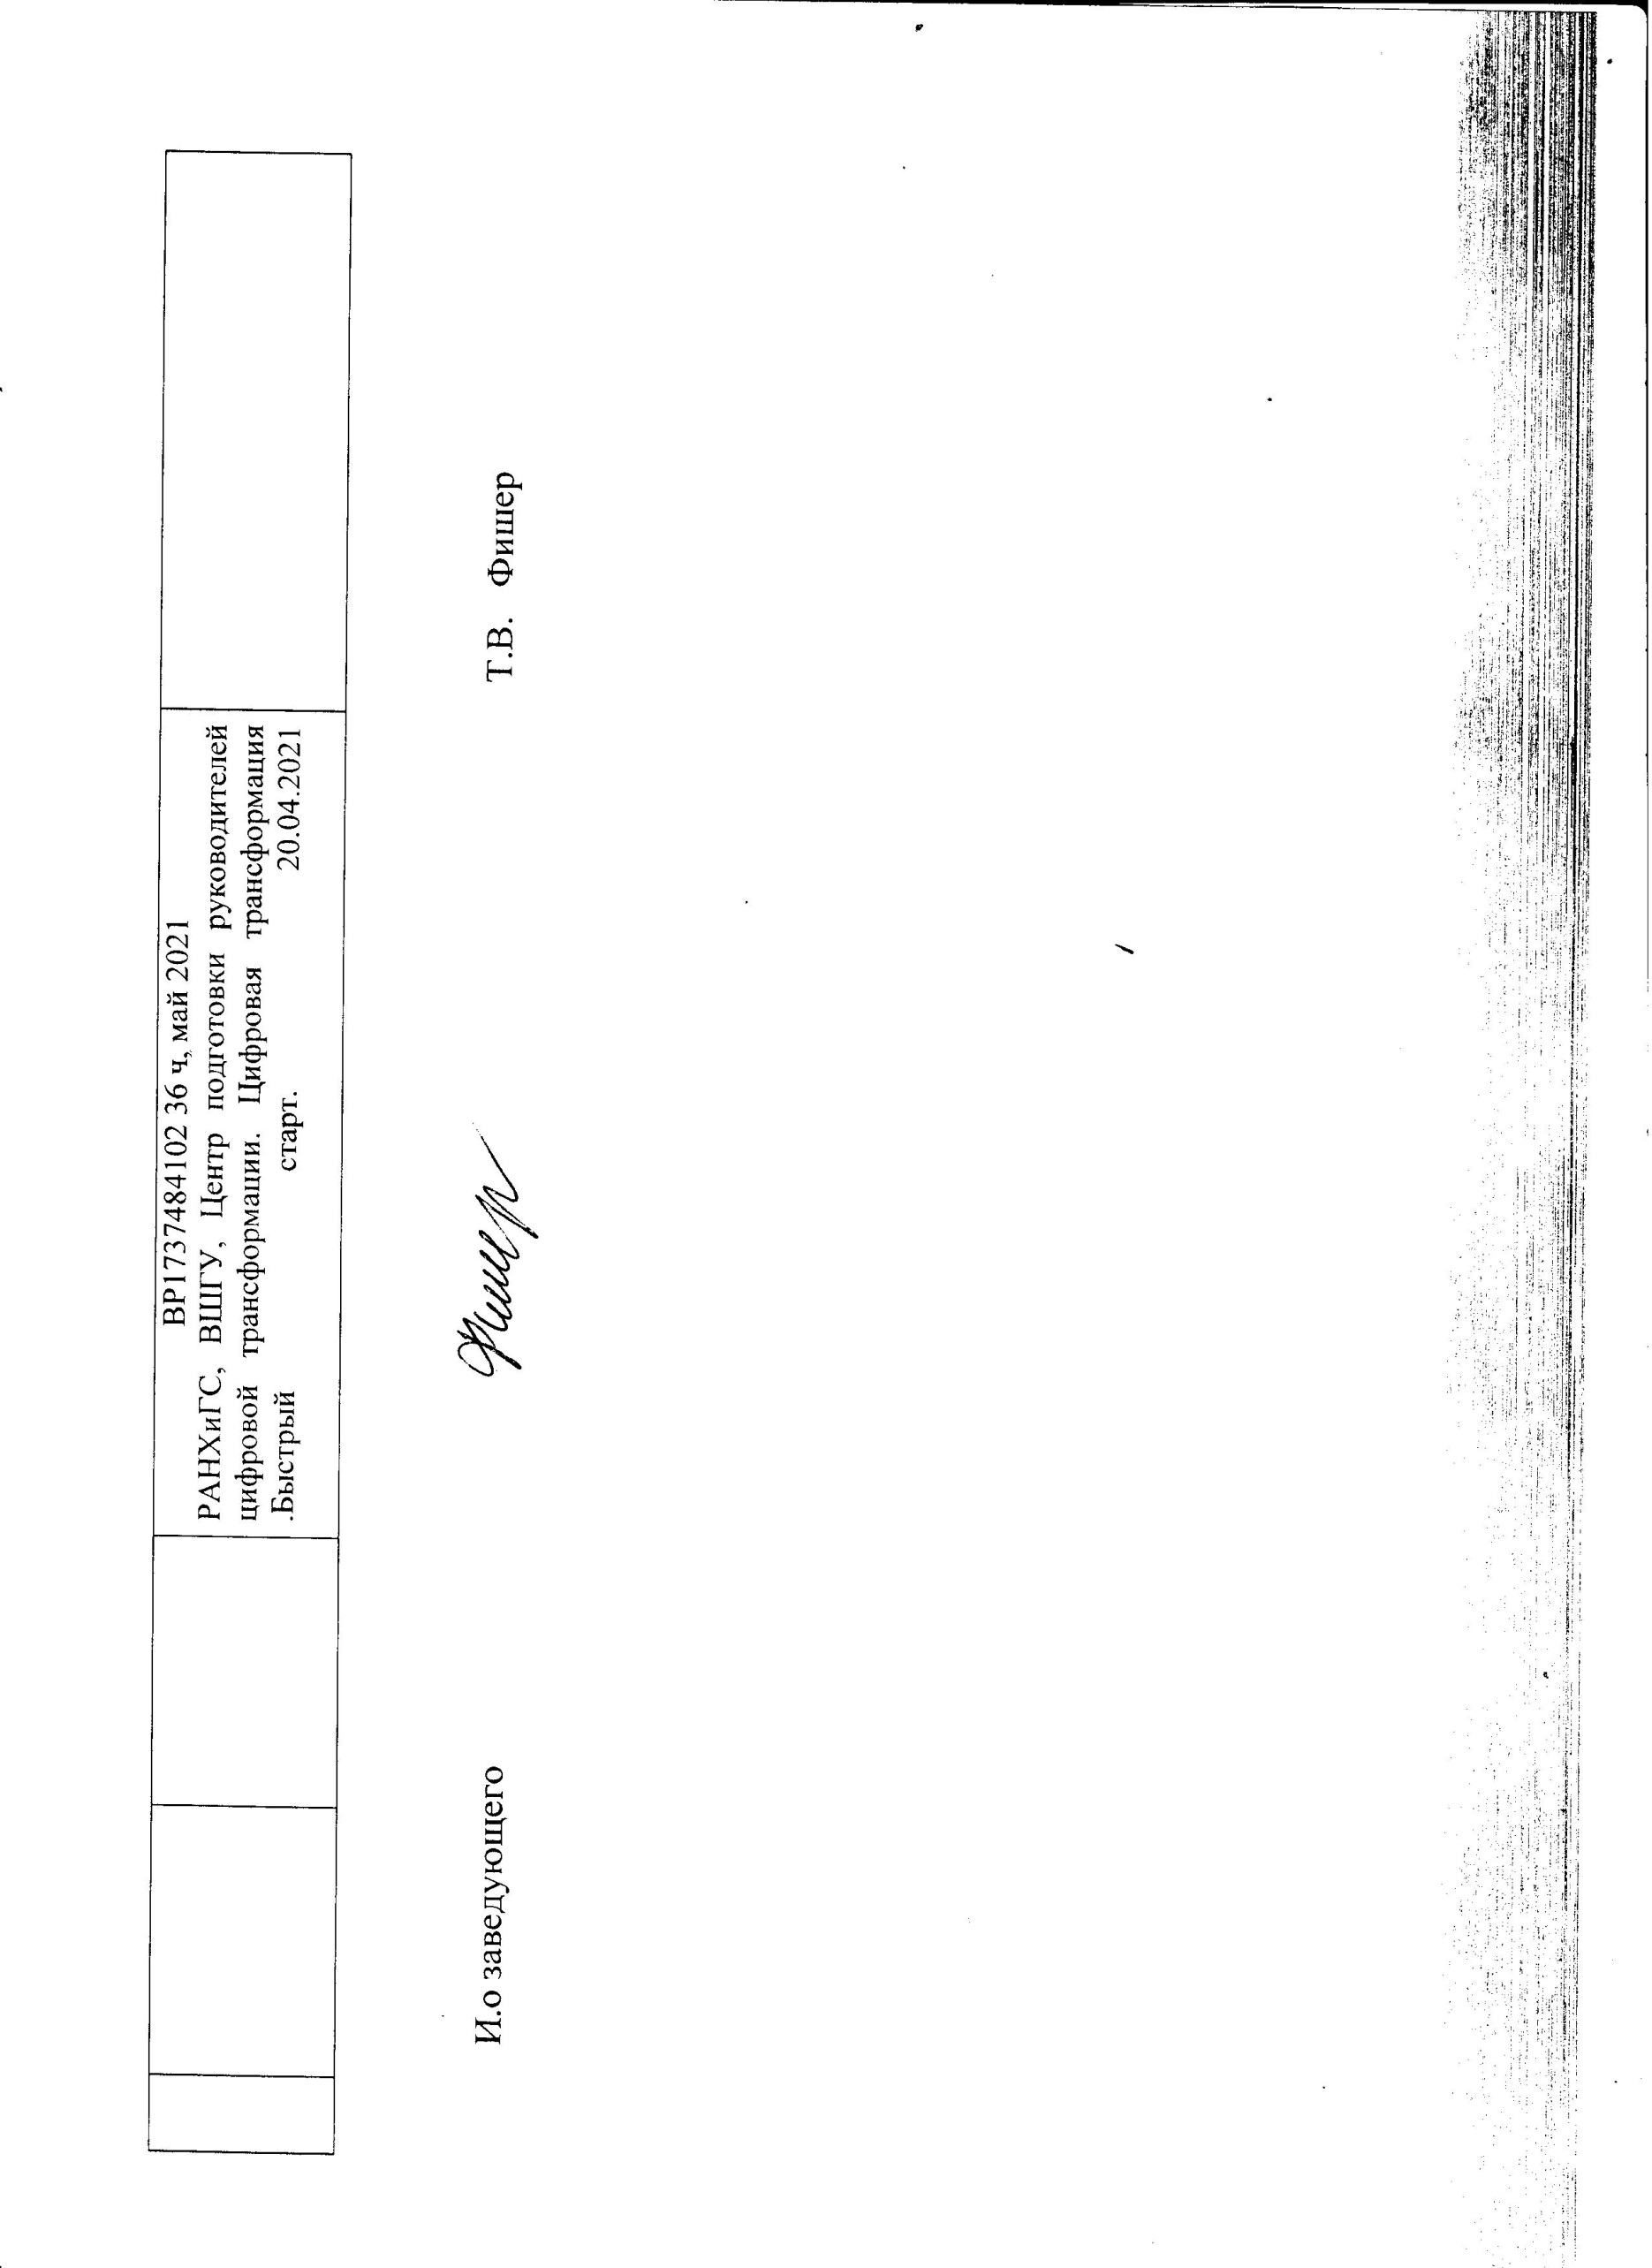 ВР1737484102 36 ч, май 2021
РАНХиГС, ВШГУ, Центр подготовки руководителей
цифровой трансформации. Цифровая трансформация
.Быстрый старт. 20.04.2021
И.о заведующего Фишер Т.В. Фишер